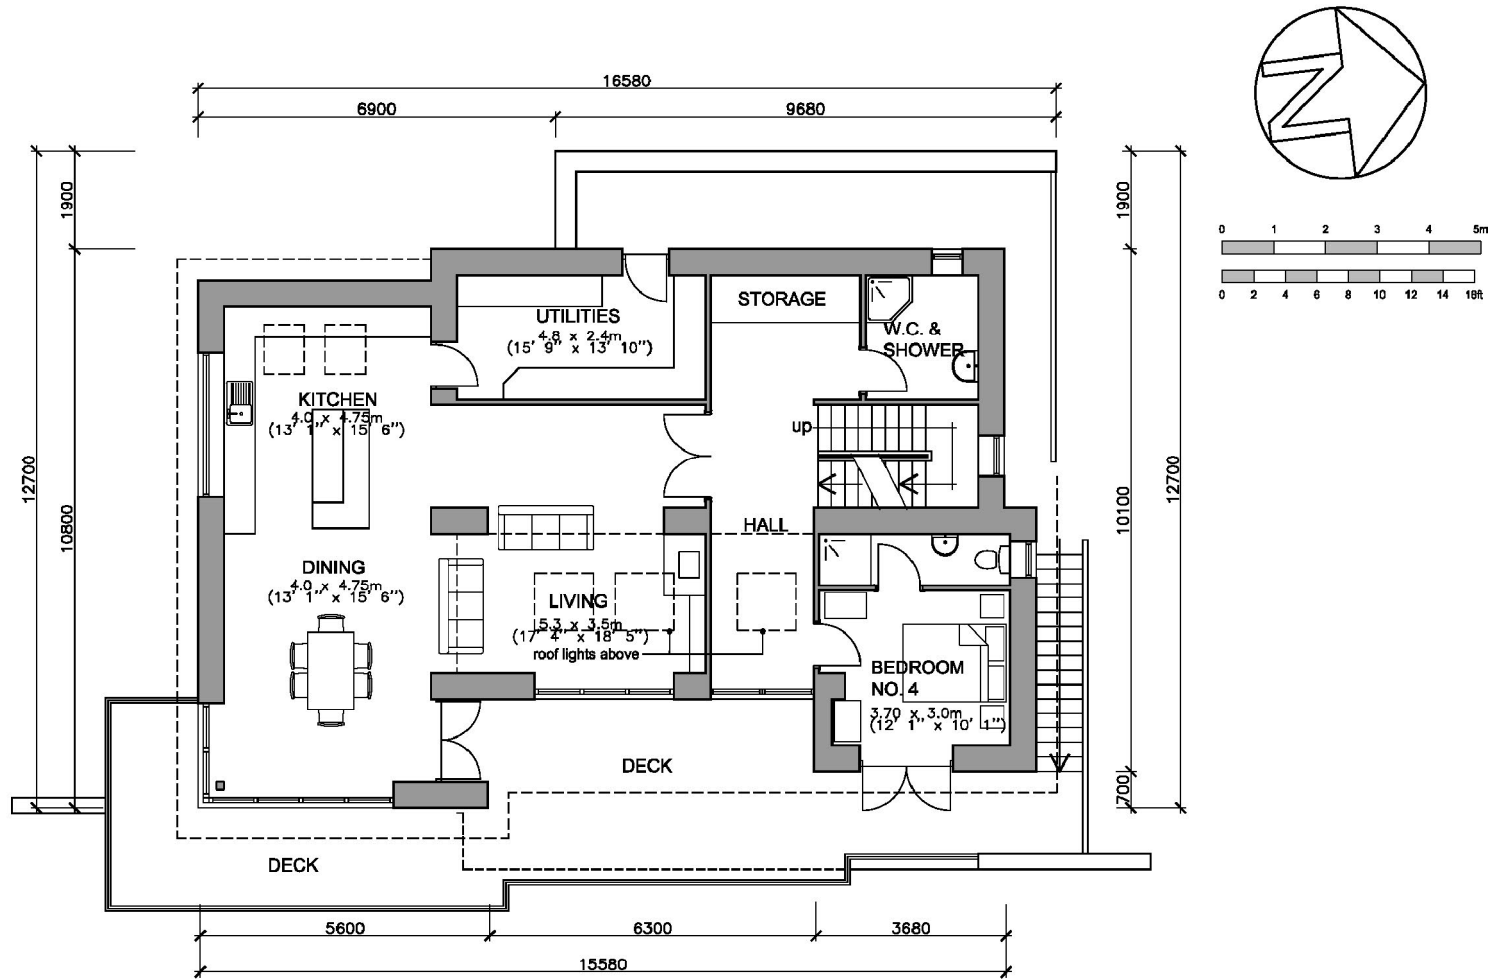 16580
6900
9680
12700
1900
10800
1900
10100
700
12700
N
0 1 2 3 4 5m
0 2 4 6 8 10 12 14 16ft
STORAGE
UTILITIES
4.8 x 2.4m
(15' 9" x 13' 10")
W.C. &
SHOWER
KITCHEN
4.0 x 4.75m
(13' 1" x 15' 6")
up
HALL
DINING
4.0 x 4.75m
(13' 1" x 15' 6")
LIVING
5.3 x 3.5m
(17' 4" x 18' 5")
roof lights above
BEDROOM
NO. 4
3.70 x 3.0m
(12' 1" x 10' 1")
DECK
DECK
5600
6300
3680
15580